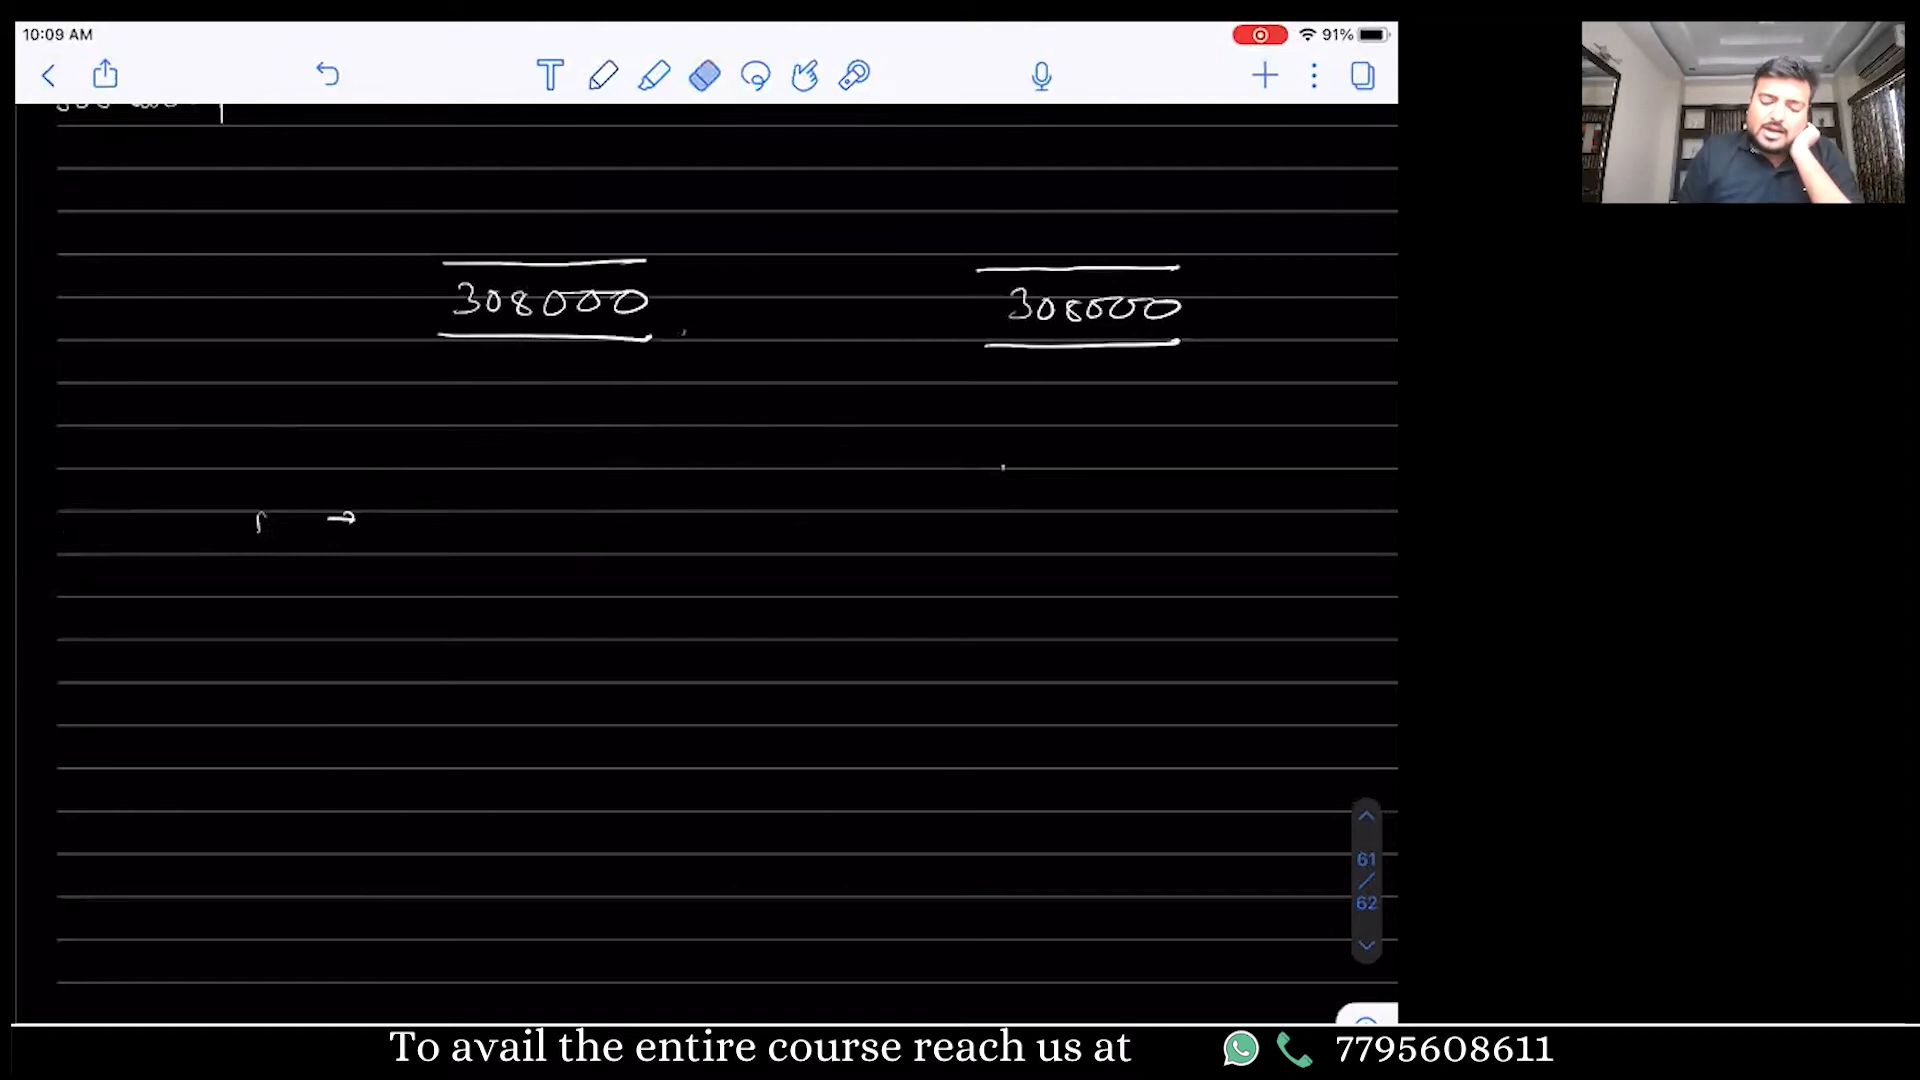 10:09 AM 91%
308000 308000
→
61
/
62
To avail the entire course reach us at 7795608611